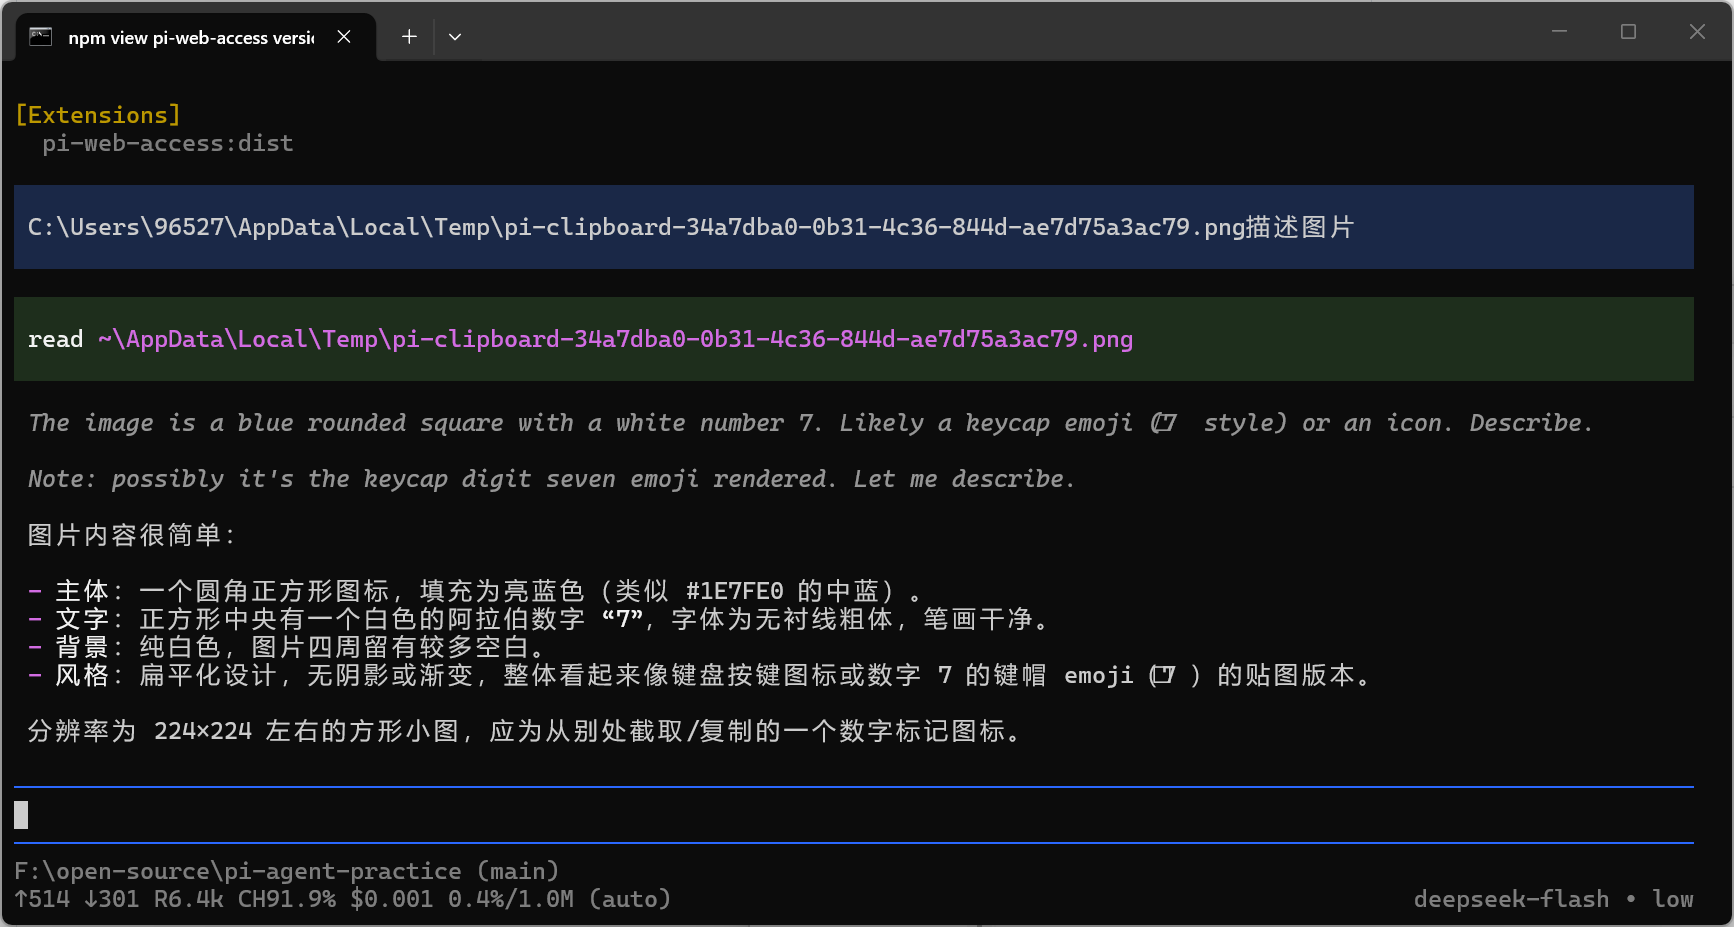 npm view pi-web-access versi
[Extensions]
pi-web-access:dist
C:\Users\96527\AppData\Local\Temp\pi-clipboard-34a7dba0-0b31-4c36-844d-ae7d75a3ac79.png描述图片
read ~\AppData\Local\Temp\pi-clipboard-34a7dba0-0b31-4c36-844d-ae7d75a3ac79.png
The image is a blue rounded square with a white number 7. Likely a keycap emoji (7️⃣ style) or an icon. Describe.
Note: possibly it's the keycap digit seven emoji rendered. Let me describe.
图片内容很简单：
- 主体：一个圆角正方形图标，填充为亮蓝色（类似 #1E7FE0 的中蓝）。
- 文字：正方形中央有一个白色的阿拉伯数字 “7”，字体为无衬线粗体，笔画干净。
- 背景：纯白色，图片四周留有较多空白。
- 风格：扁平化设计，无阴影或渐变，整体看起来像键盘按键图标或数字 7 的键帽 emoji（7️⃣）的贴图版本。
分辨率为 224×224 左右的方形小图，应为从别处截取/复制的一个数字标记图标。
F:\open-source\pi-agent-practice (main)
↑514 ↓301 R6.4k CH91.9% $0.001 0.4%/1.0M (auto)
deepseek-flash • low